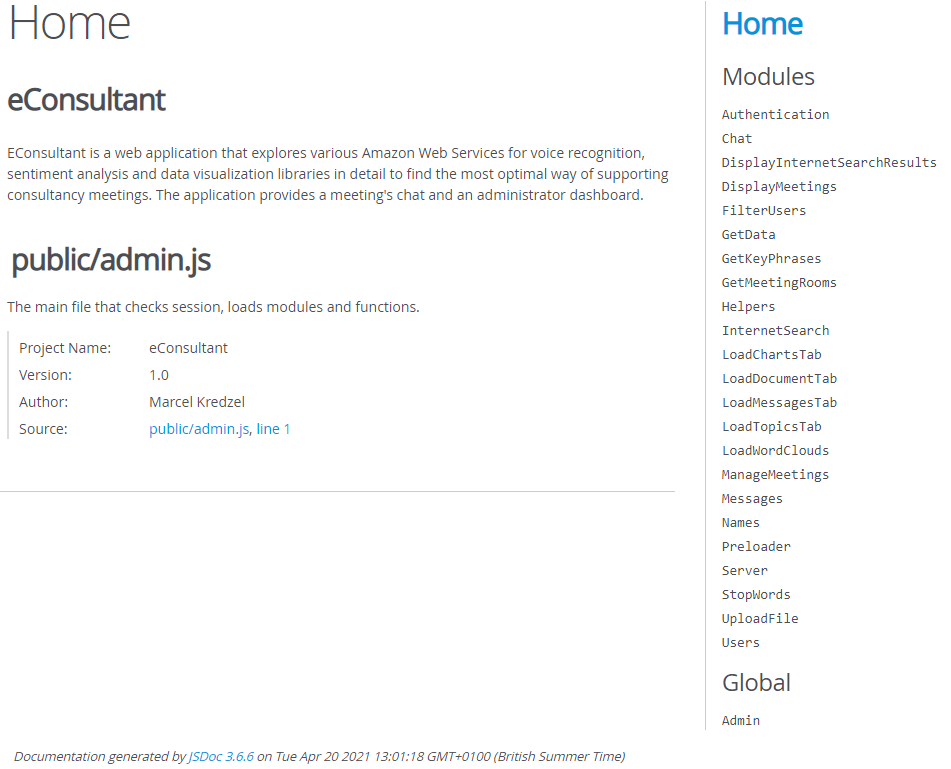 Home
eConsultant
EConsultant is a web application that explores various Amazon Web Services for voice recognition,
sentiment analysis and data visualization libraries in detail to find the most optimal way of supporting
consultancy meetings. The application provides a meeting's chat and an administrator dashboard.
public/admin.js
The main file that checks session, loads modules and functions.
Project Name: eConsultant
Version: 1.0
Author: Marcel Kredzel
Source: public/admin.js, line 1
Home
Modules
Authentication
Chat
DisplayInternetSearchResults
DisplayMeetings
FilterUsers
GetData
GetKeyPhrases
GetMeetingRooms
Helpers
InternetSearch
LoadChartsTab
LoadDocumentTab
LoadMessagesTab
LoadTopicsTab
LoadWordClouds
ManageMeetings
Messages
Names
Preloader
Server
StopWords
UploadFile
Users
Global
Admin
Documentation generated by JSDoc 3.6.6 on Tue Apr 20 2021 13:01:18 GMT+0100 (British Summer Time)